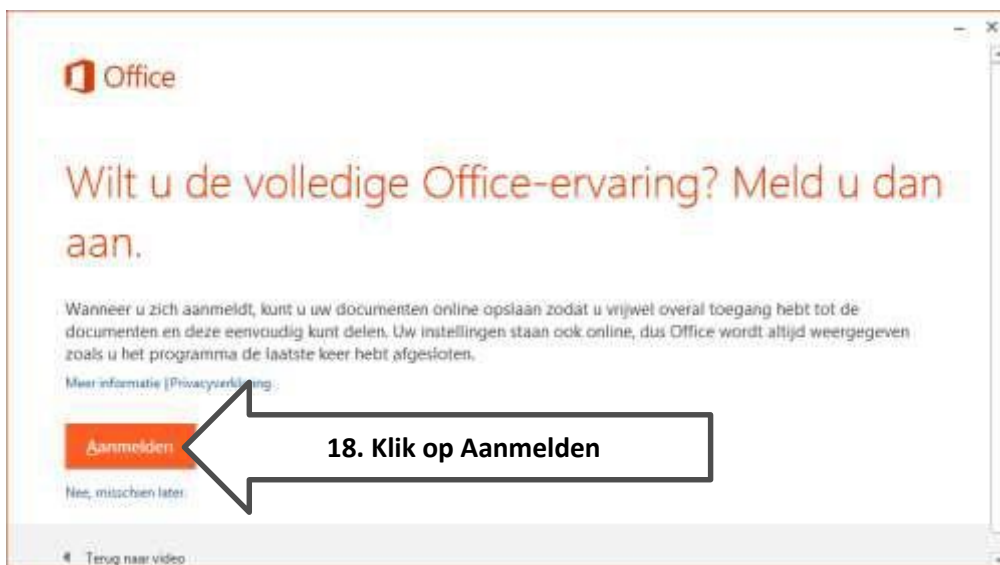 Office
Wilt u de volledige Office-ervaring? Meld u dan
aan.
Wanneer u zich aanmeldt, kunt u uw documenten online opslaan zodat u vrijwel overal toegang hebt tot de
documenten en deze eenvoudig kunt delen. Uw instellingen staan ook online, dus Office wordt altijd weergegeven
zoals u het programma de laatste keer hebt afgesloten.
Meer informatie | Privacyverklaring
Aanmelden
18. Klik op Aanmelden
Nee, misschien later.
Terug naar video